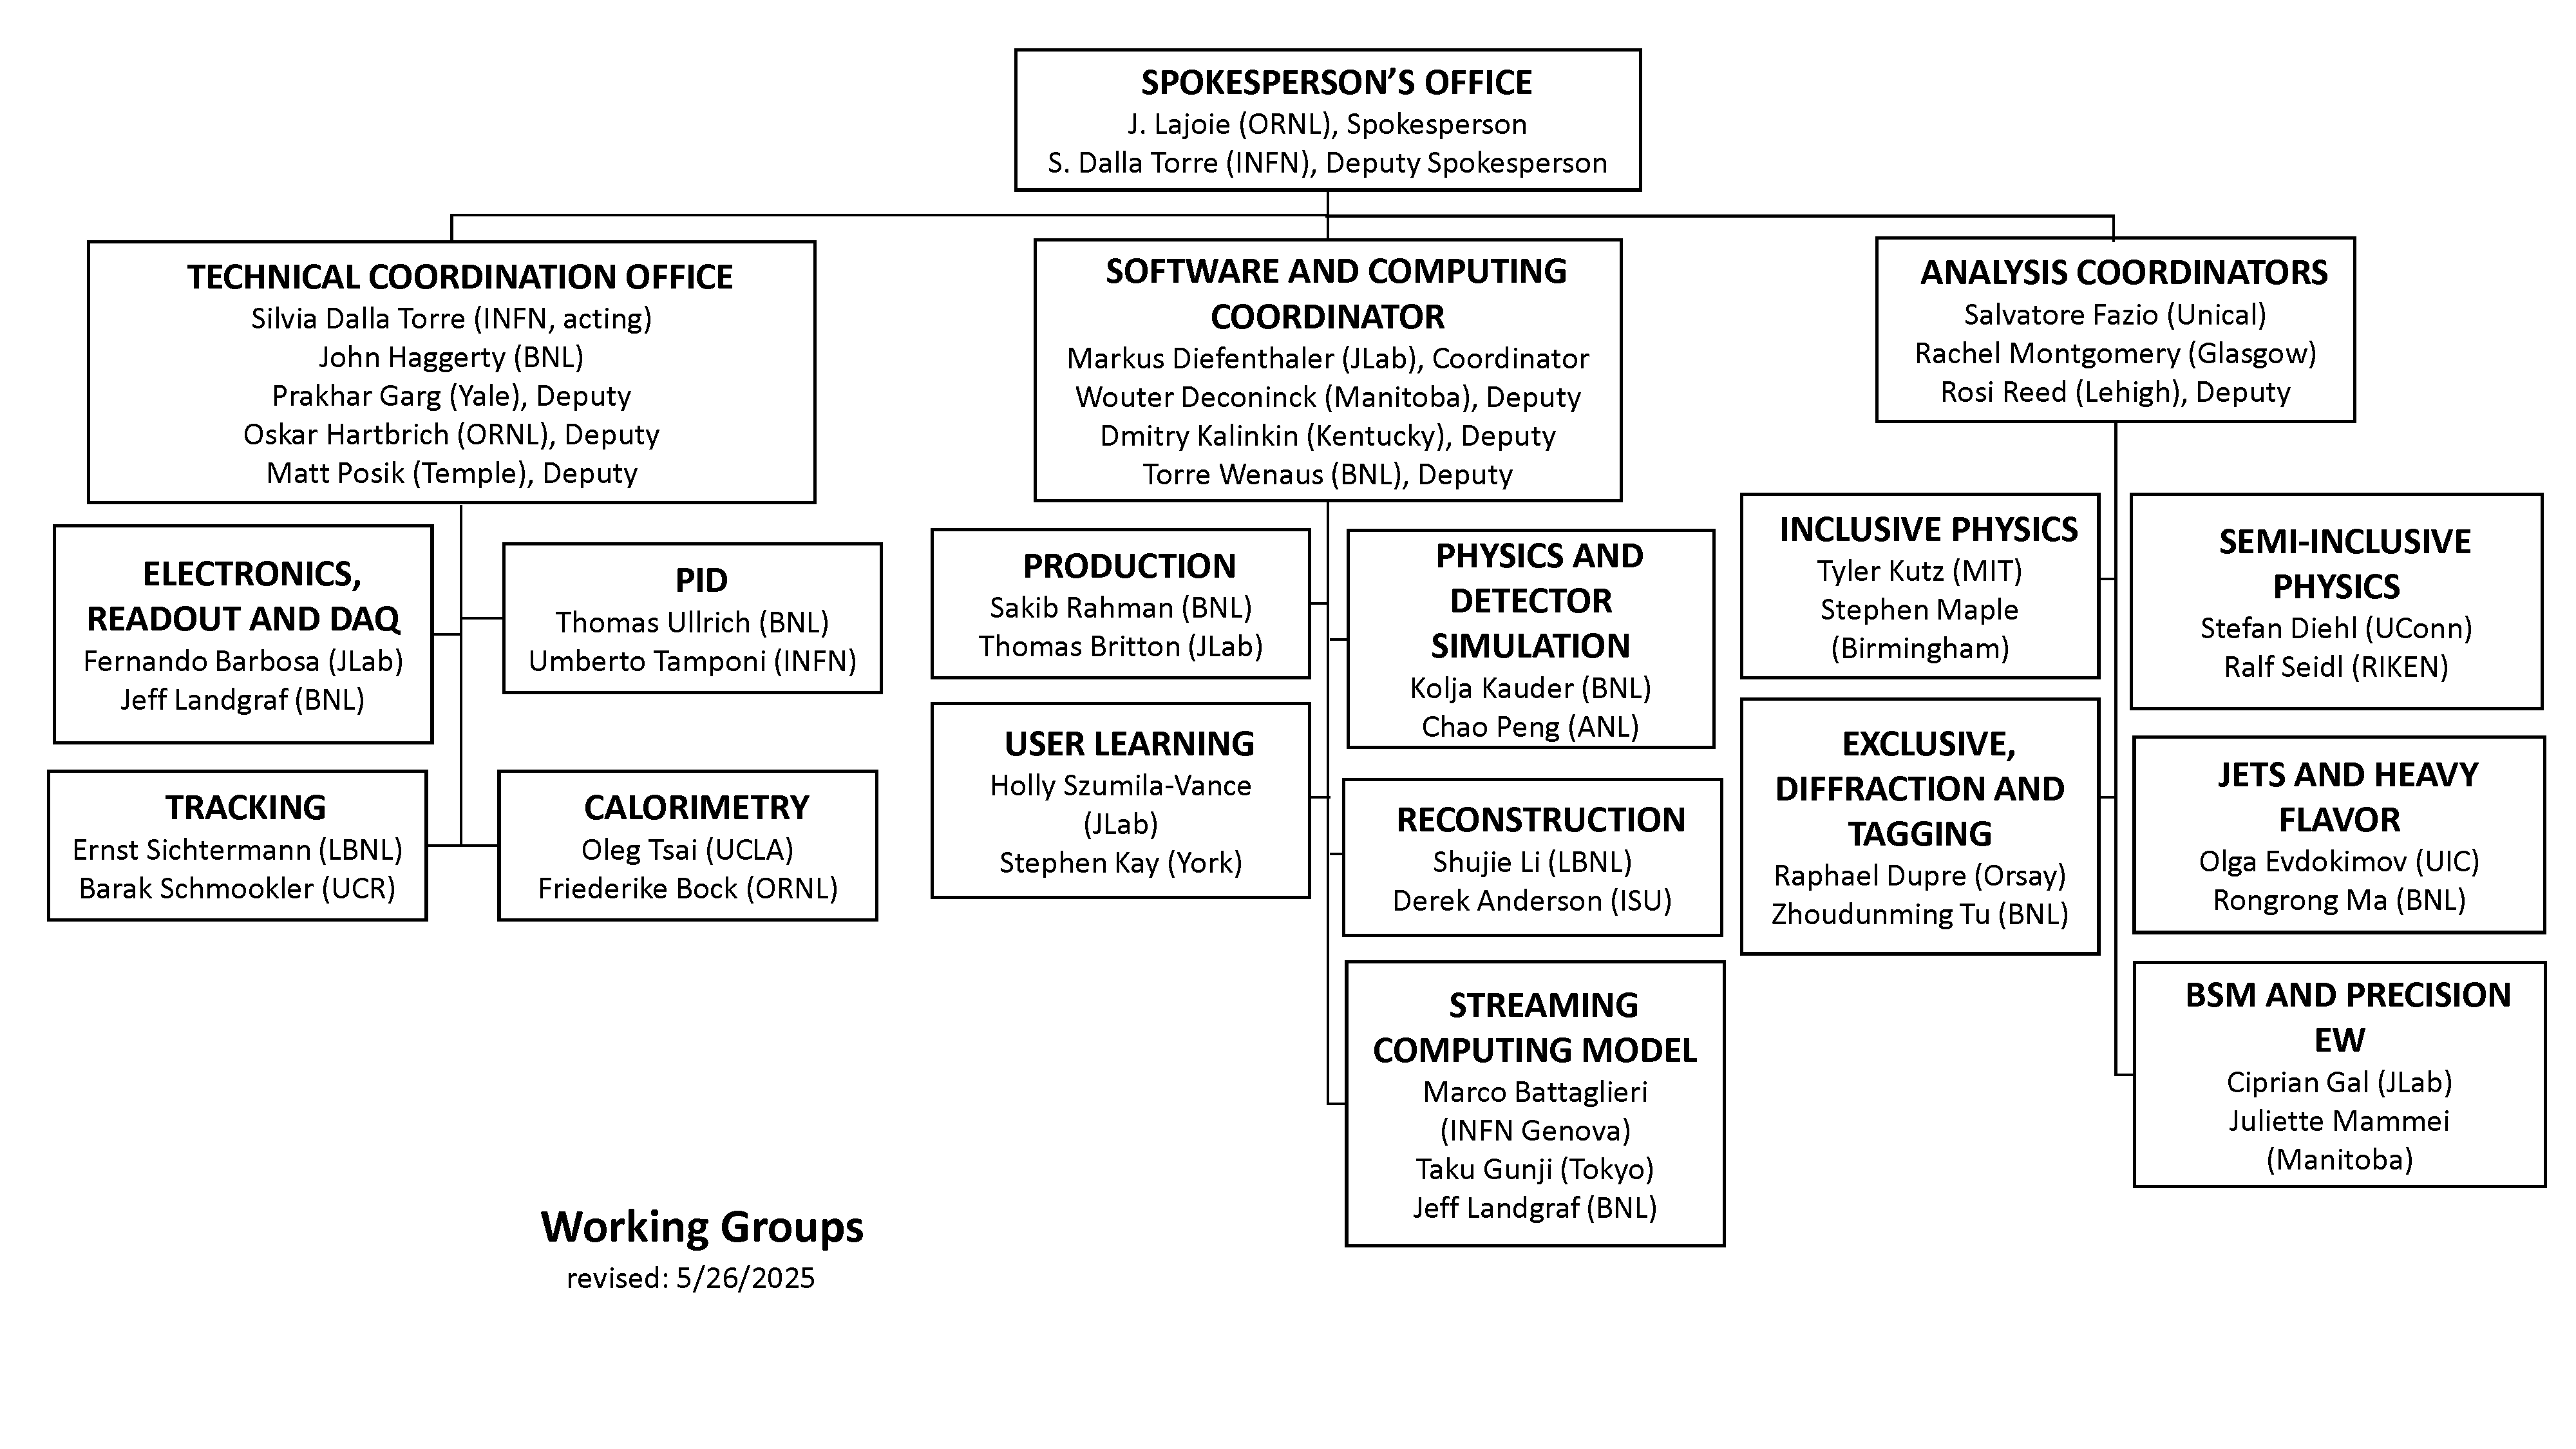 SPOKESPERSON’S OFFICE
J. Lajoie (ORNL), Spokesperson
S. Dalla Torre (INFN), Deputy Spokesperson
TECHNICAL COORDINATION OFFICE
Silvia Dalla Torre (INFN, acting)
John Haggerty (BNL)
Prakhar Garg (Yale), Deputy
Oskar Hartbrich (ORNL), Deputy
Matt Posik (Temple), Deputy
ELECTRONICS,
READOUT AND DAQ
Fernando Barbosa (JLab)
Jeff Landgraf (BNL)
PID
Thomas Ullrich (BNL)
Umberto Tamponi (INFN)
TRACKING
Ernst Sichtermann (LBNL)
Barak Schmookler (UCR)
CALORIMETRY
Oleg Tsai (UCLA)
Friederike Bock (ORNL)
SOFTWARE AND COMPUTING
COORDINATOR
Markus Diefenthaler (JLab), Coordinator
Wouter Deconinck (Manitoba), Deputy
Dmitry Kalinkin (Kentucky), Deputy
Torre Wenaus (BNL), Deputy
PRODUCTION
Sakib Rahman (BNL)
Thomas Britton (JLab)
PHYSICS AND
DETECTOR
SIMULATION
Kolja Kauder (BNL)
Chao Peng (ANL)
USER LEARNING
Holly Szumila-Vance
(JLab)
Stephen Kay (York)
RECONSTRUCTION
Shujie Li (LBNL)
Derek Anderson (ISU)
STREAMING
COMPUTING MODEL
Marco Battaglieri
(INFN Genova)
Taku Gunji (Tokyo)
Jeff Landgraf (BNL)
ANALYSIS COORDINATORS
Salvatore Fazio (Unical)
Rachel Montgomery (Glasgow)
Rosi Reed (Lehigh), Deputy
INCLUSIVE PHYSICS
Tyler Kutz (MIT)
Stephen Maple
(Birmingham)
SEMI-INCLUSIVE
PHYSICS
Stefan Diehl (UConn)
Ralf Seidl (RIKEN)
EXCLUSIVE,
DIFFRACTION AND
TAGGING
Raphael Dupre (Orsay)
Zhoudunming Tu (BNL)
JETS AND HEAVY
FLAVOR
Olga Evdokimov (UIC)
Rongrong Ma (BNL)
BSM AND PRECISION
EW
Ciprian Gal (JLab)
Juliette Mammei
(Manitoba)
Working Groups
revised: 5/26/2025